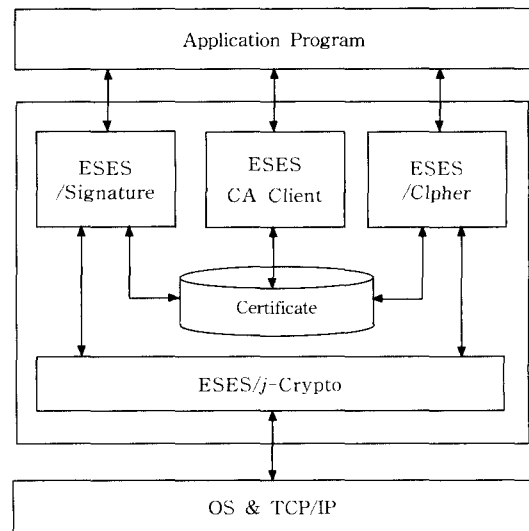 Application Program
ESES
/Signature
ESES
CA Client
ESES
/Clpher
Certificate
ESES/j-Crypto
OS & TCP/IP